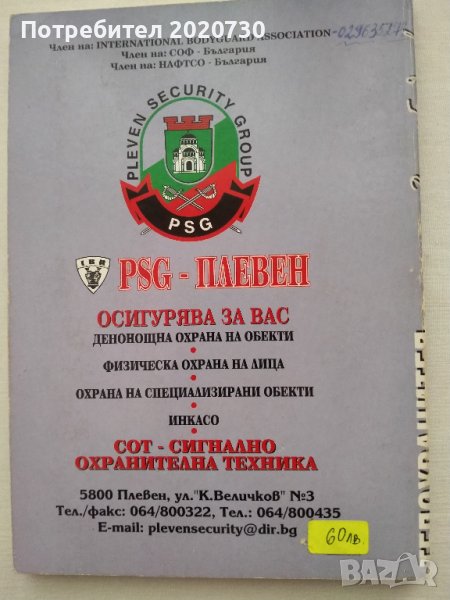 Потребител 2020730
Член на: INTERNATIONAL BODYGUARD ASSOCIATION
Член на: СОФ - България
Член на: НАФТСО - България
PLEVEN SECURITY GROUP
PSG
IBA
PSG - ПЛЕВЕН
ОСИГУРЯВА ЗА ВАС
ДЕНОНОЩНА ОХРАНА НА ОБЕКТИ
•
ФИЗИЧЕСКА ОХРАНА НА ЛИЦА
•
ОХРАНА НА СПЕЦИАЛИЗИРАНИ ОБЕКТИ
•
ИНКАСО
•
СОТ - СИГНАЛНО
ОХРАНИТЕЛНА ТЕХНИКА
5800 Плевен, ул."К.Величков" №3
Тел./факс: 064/800322, Тел.: 064/800435
E-mail: plevensecurity@dir.bg
60лв.
BAZAR.bg